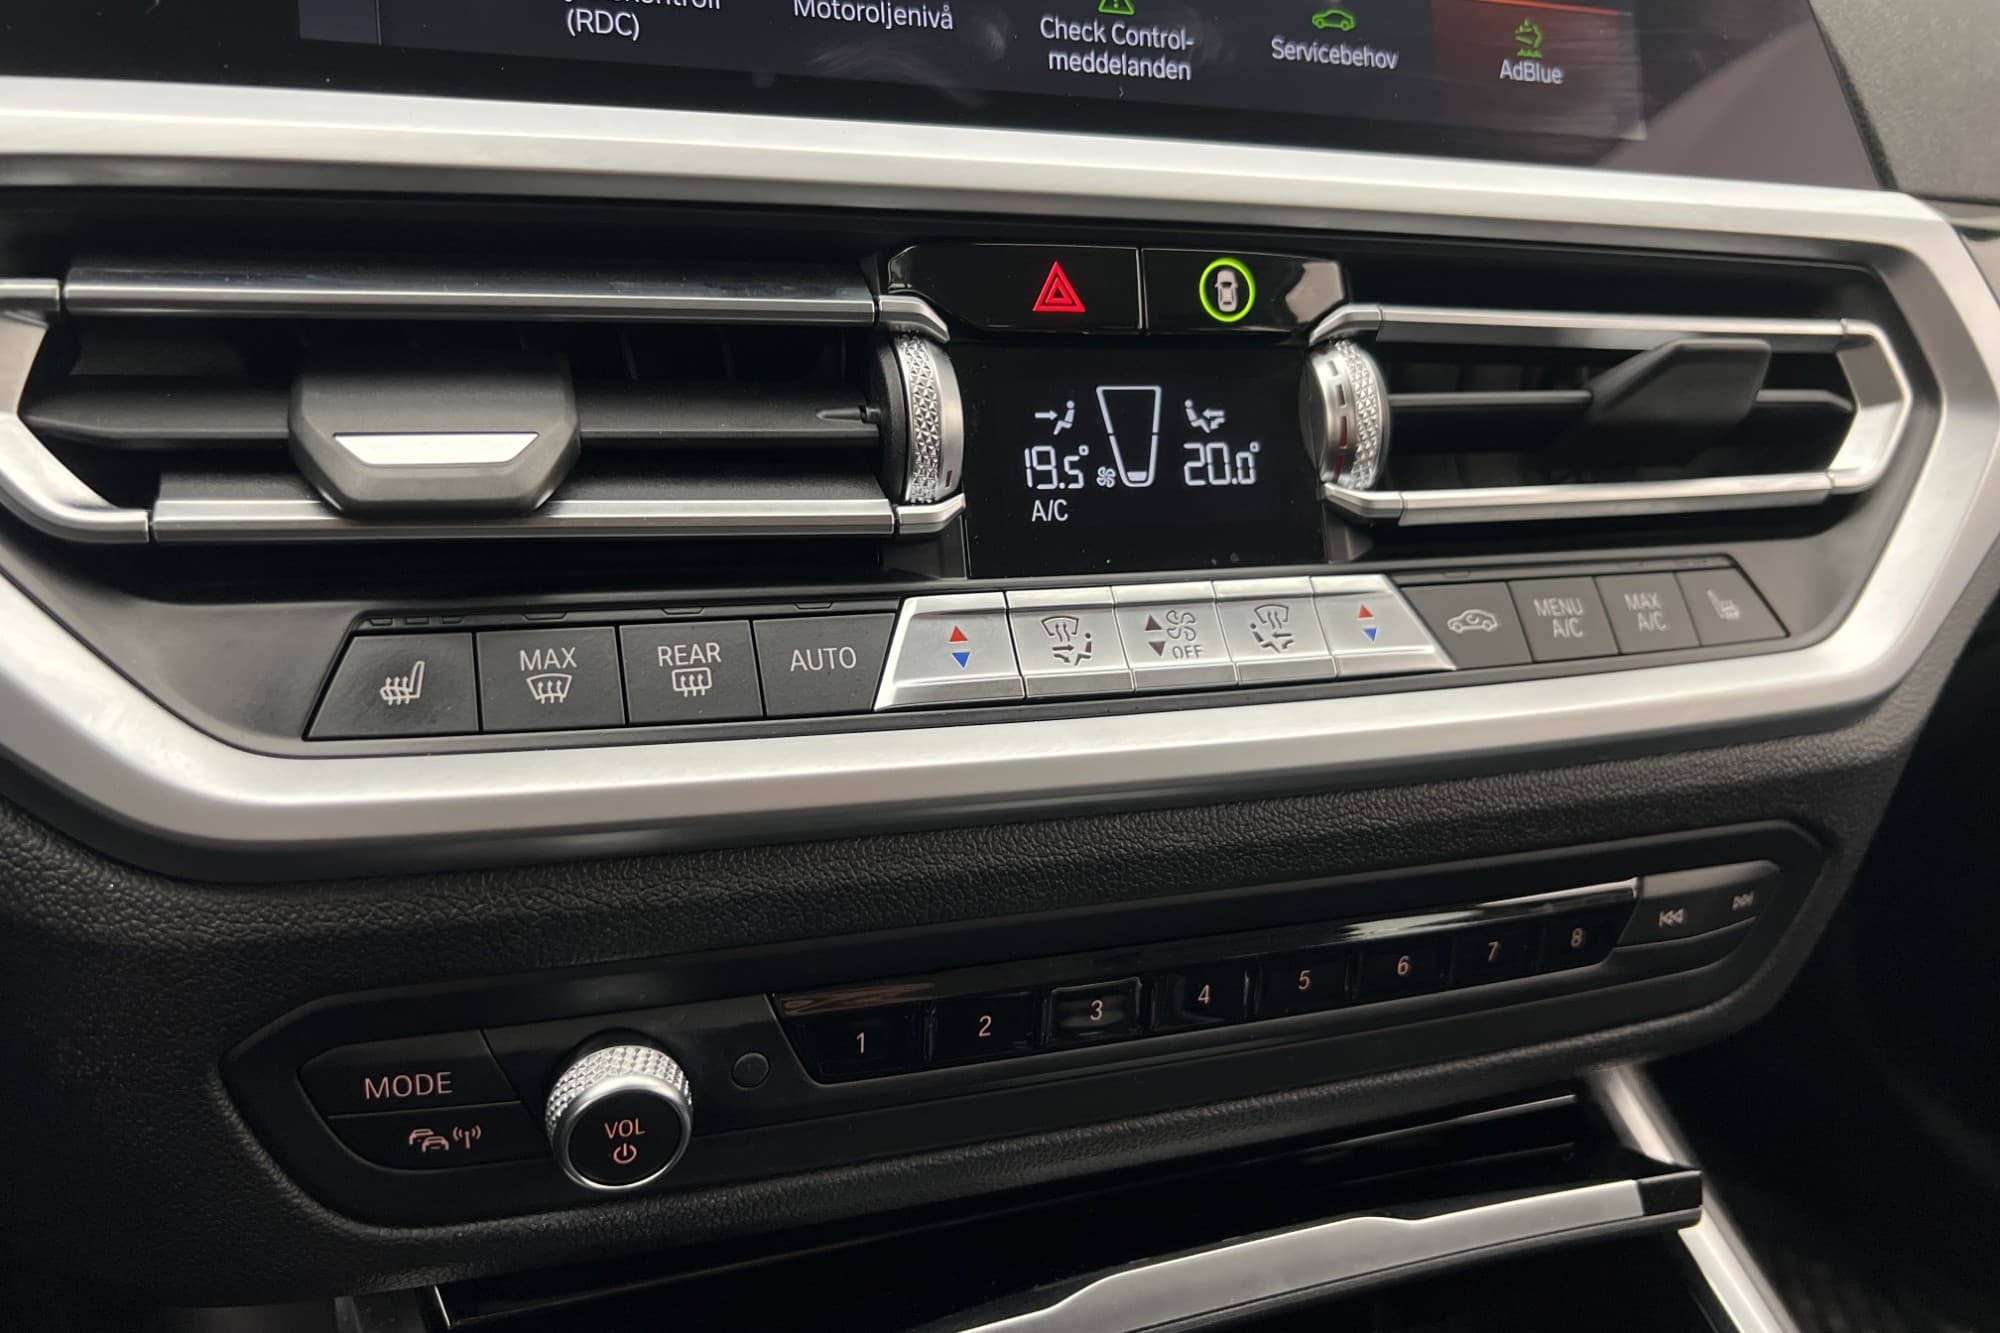 (RDC)
Motoroljenivå
Check Control-
meddelanden
Servicebehov
AdBlue
19.5°
20.0°
A/C
MAX
REAR
AUTO
OFF
MENU
A/C
MAX
A/C
MODE
VOL
1
2
3
4
5
6
7
8